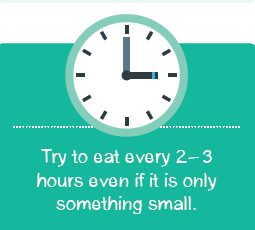 Try to eat every 2–3
hours even if it is only
something small.